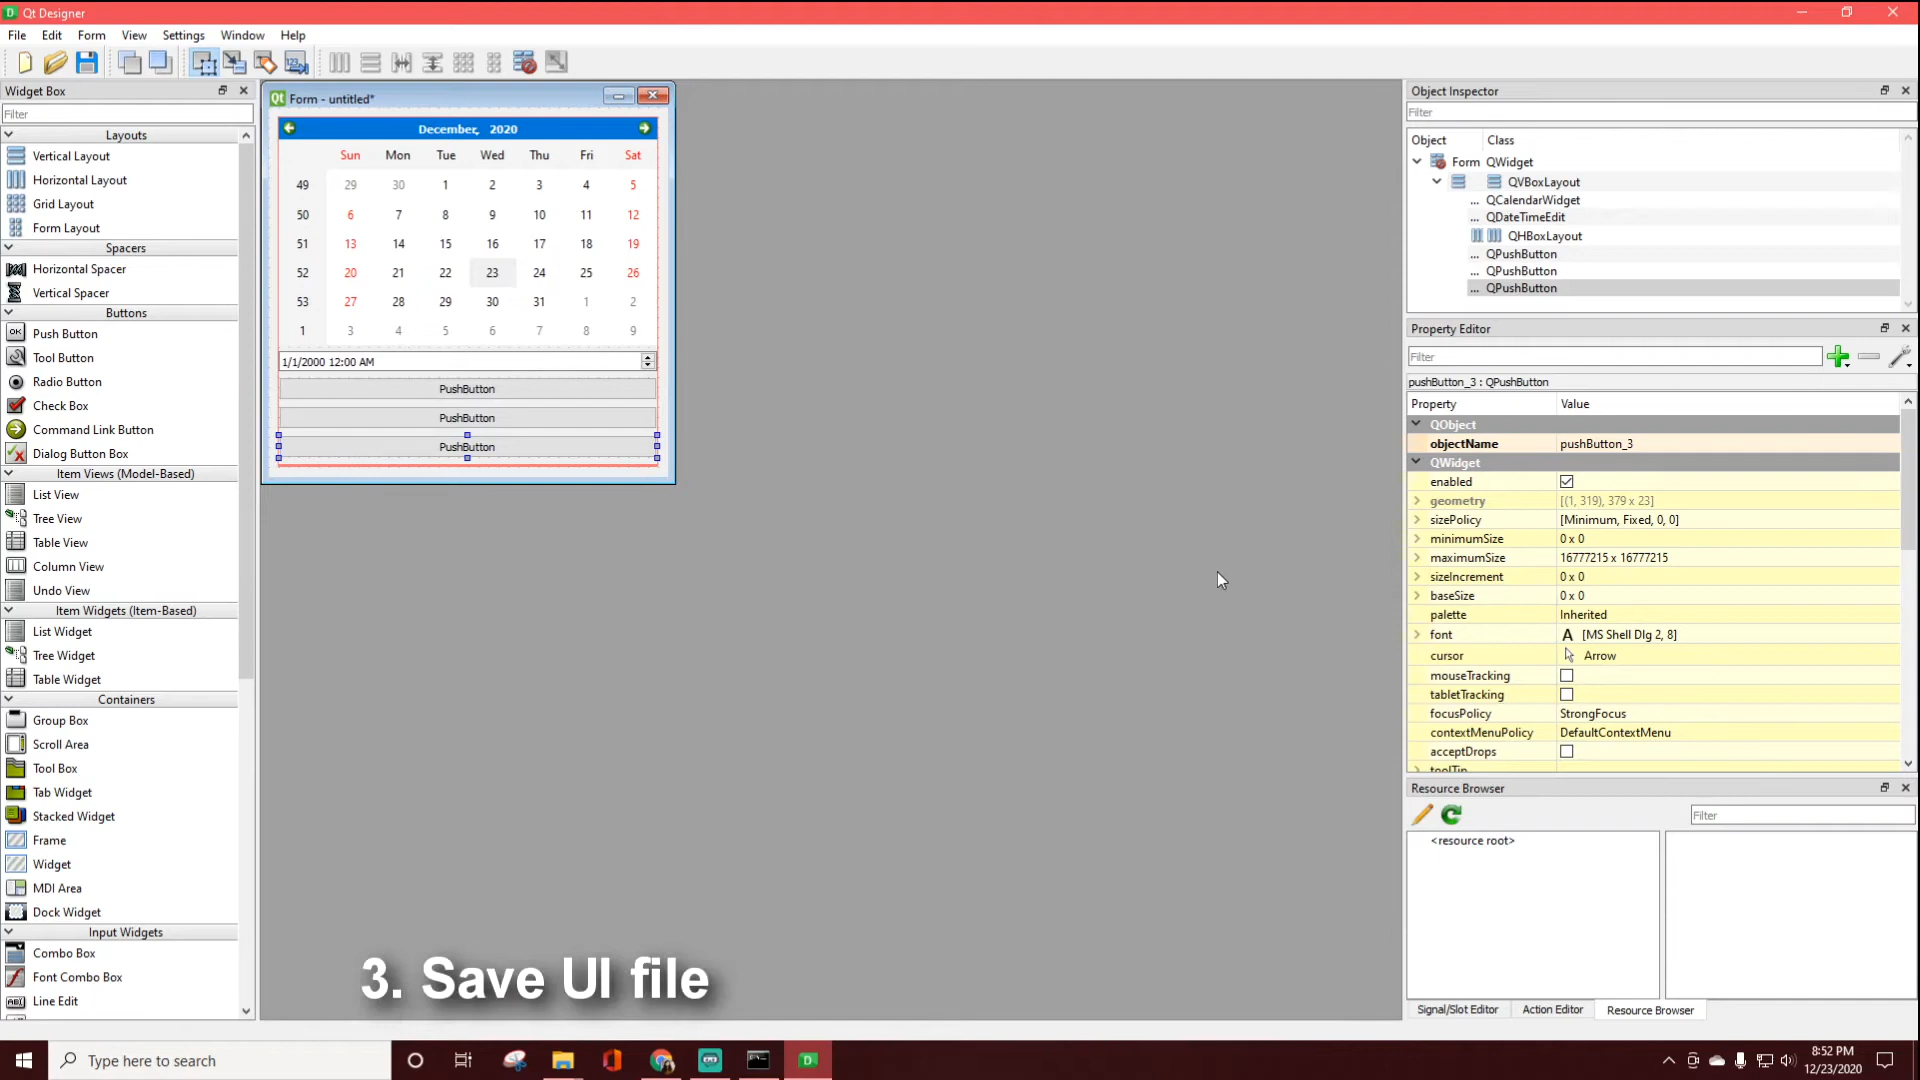 Qt Designer
File Edit Form View Settings Window Help
Widget Box
Filter
Layouts
Vertical Layout
Horizontal Layout
Grid Layout
Form Layout
Spacers
Horizontal Spacer
Vertical Spacer
Buttons
Push Button
Tool Button
Radio Button
Check Box
Command Link Button
Dialog Button Box
Item Views (Model-Based)
List View
Tree View
Table View
Column View
Undo View
Item Widgets (Item-Based)
List Widget
Tree Widget
Table Widget
Containers
Group Box
Scroll Area
Tool Box
Tab Widget
Stacked Widget
Frame
Widget
MDI Area
Dock Widget
Input Widgets
Combo Box
Font Combo Box
Line Edit
Form - untitled*
December, 2020
Sun Mon Tue Wed Thu Fri Sat
49 29 30 1 2 3 4 5
50 6 7 8 9 10 11 12
51 13 14 15 16 17 18 19
52 20 21 22 23 24 25 26
53 27 28 29 30 31 1 2
1 3 4 5 6 7 8 9
1/1/2000 12:00 AM
PushButton
PushButton
PushButton
3. Save UI file
Object Inspector
Filter
Object Class
Form QWidget
QVBoxLayout
... QCalendarWidget
... QDateTimeEdit
QHBoxLayout
... QPushButton
... QPushButton
... QPushButton
Property Editor
Filter
pushButton_3 : QPushButton
Property Value
QObject
objectName pushButton_3
QWidget
enabled
geometry [(1, 319), 379 x 23]
sizePolicy [Minimum, Fixed, 0, 0]
minimumSize 0 x 0
maximumSize 16777215 x 16777215
sizeIncrement 0 x 0
baseSize 0 x 0
palette Inherited
font A [MS Shell Dlg 2, 8]
cursor Arrow
mouseTracking
tabletTracking
focusPolicy StrongFocus
contextMenuPolicy DefaultContextMenu
acceptDrops
toolTip
Resource Browser
Filter
<resource root>
Signal/Slot Editor Action Editor Resource Browser
Type here to search
8:52 PM
12/23/2020